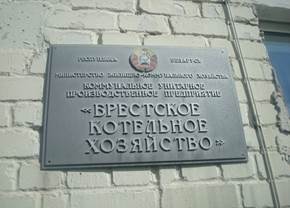 РЕСПУБЛИКА БЕЛАРУСЬ
МИНИСТЕРСТВО ЖИЛИЩНО-КОММУНАЛЬНОГО ХОЗЯЙСТВА
КОММУНАЛЬНОЕ УНИТАРНОЕ
ПРОИЗВОДСТВЕННОЕ ПРЕДПРИЯТИЕ
«БРЕСТСКОЕ
КОТЕЛЬНОЕ
ХОЗЯЙСТВО»